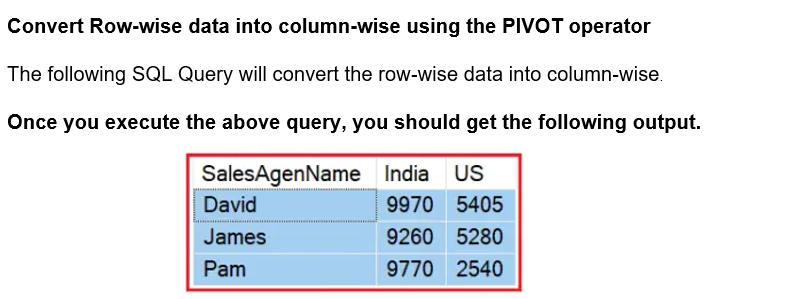 Convert Row-wise data into column-wise using the PIVOT operator
The following SQL Query will convert the row-wise data into column-wise.
Once you execute the above query, you should get the following output.
SalesAgenName India US
David 9970 5405
James 9260 5280
Pam 9770 2540